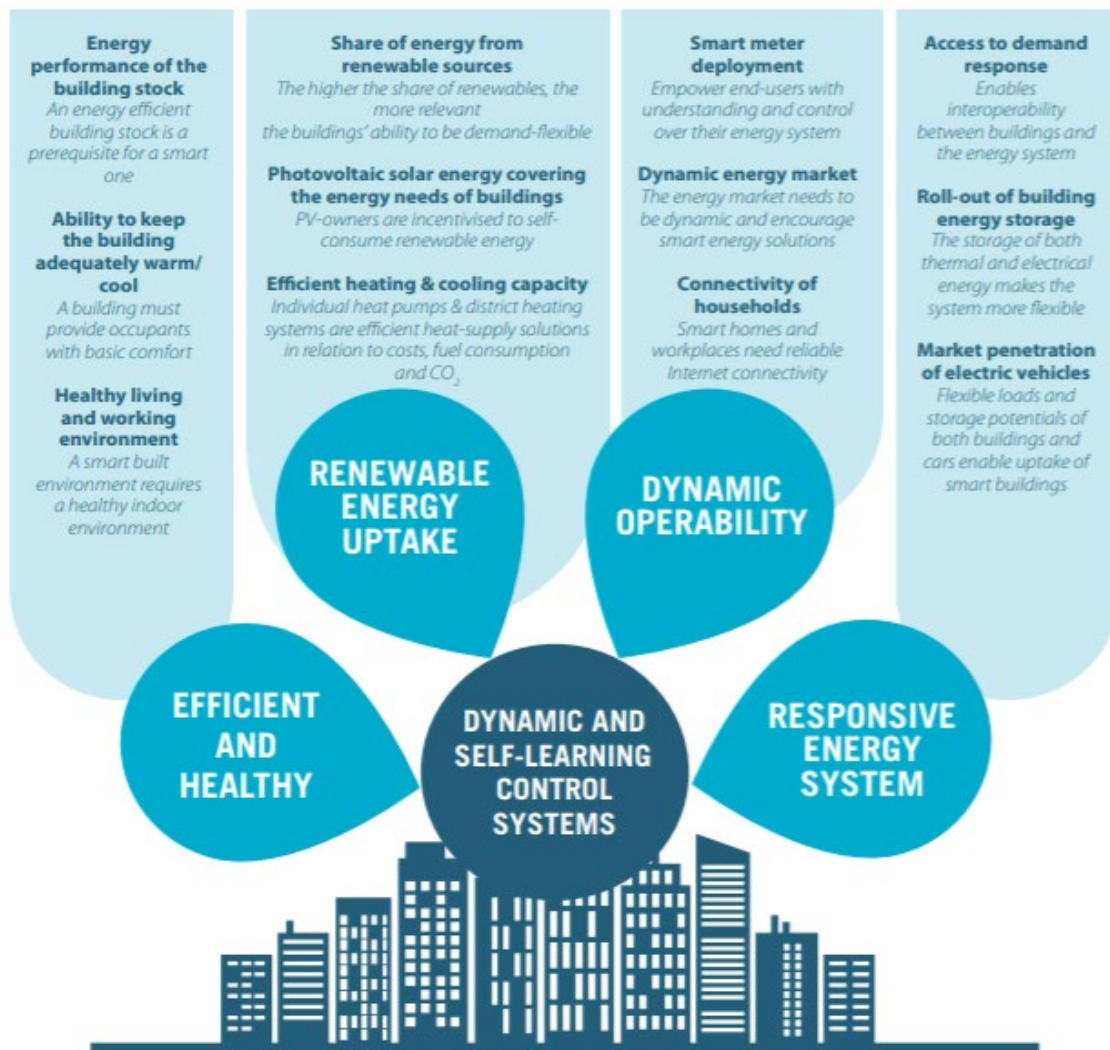 Energy
performance of the
building stock
An energy efficient
building stock is a
prerequisite for a smart
one
Ability to keep
the building
adequately warm/
cool
A building must
provide occupants
with basic comfort
Healthy living
and working
environment
A smart built
environment requires
a healthy indoor
environment
Share of energy from
renewable sources
The higher the share of renewables, the
more relevant
the buildings' ability to be demand-flexible
Photovoltaic solar energy covering
the energy needs of buildings
PV-owners are incentivised to self-
consume renewable energy
Efficient heating & cooling capacity
Individual heat pumps & district heating
systems are efficient heat-supply solutions
in relation to costs, fuel consumption
and CO₂
Smart meter
deployment
Empower end-users with
understanding and control
over their energy system
Dynamic energy market
The energy market needs to
be dynamic and encourage
smart energy solutions
Connectivity of
households
Smart homes and
workplaces need reliable
Internet connectivity
Access to demand
response
Enables
interoperability
between buildings and
the energy system
Roll-out of building
energy storage
The storage of both
thermal and electrical
energy makes the
system more flexible
Market penetration
of electric vehicles
Flexible loads and
storage potentials of
both buildings and
cars enable uptake of
smart buildings
RENEWABLE
ENERGY
UPTAKE
DYNAMIC
OPERABILITY
EFFICIENT
AND
HEALTHY
DYNAMIC AND
SELF-LEARNING
CONTROL
SYSTEMS
RESPONSIVE
ENERGY
SYSTEM